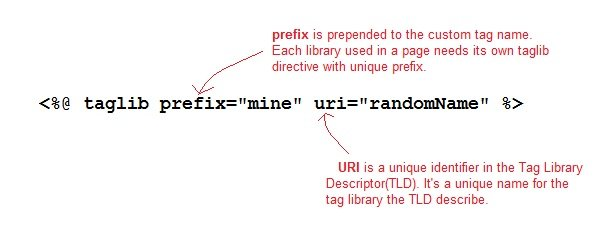 prefix is prepended to the custom tag name.
Each library used in a page needs its own taglib
directive with unique prefix.
<%@ taglib prefix="mine" uri="randomName" %>
URI is a unique identifier in the Tag Library
Descriptor(TLD). It's a unique name for the
tag library the TLD describe.